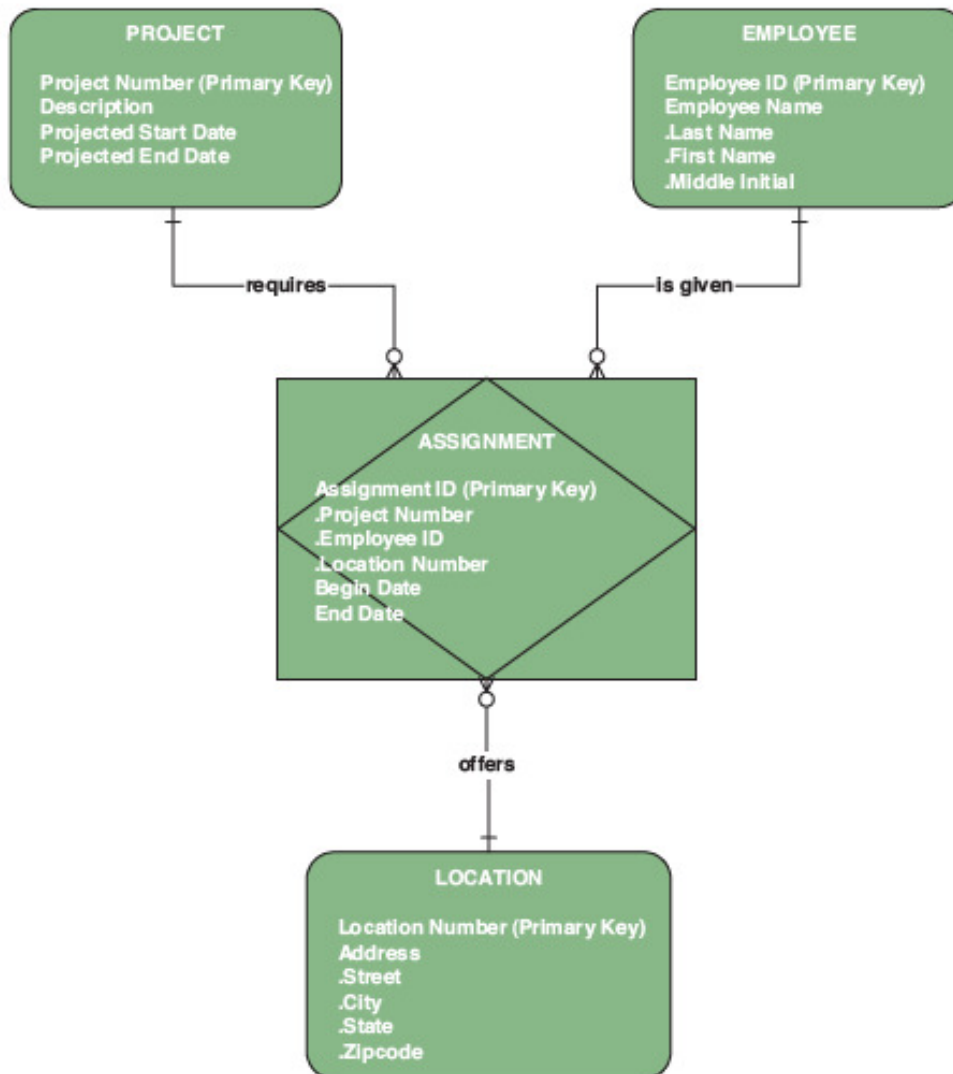 PROJECT
Project Number (Primary Key)
Description
Projected Start Date
Projected End Date
EMPLOYEE
Employee ID (Primary Key)
Employee Name
.Last Name
.First Name
.Middle Initial
requires
is given
ASSIGNMENT
Assignment ID (Primary Key)
.Project Number
.Employee ID
.Location Number
Begin Date
End Date
offers
LOCATION
Location Number (Primary Key)
Address
.Street
.City
.State
.Zipcode